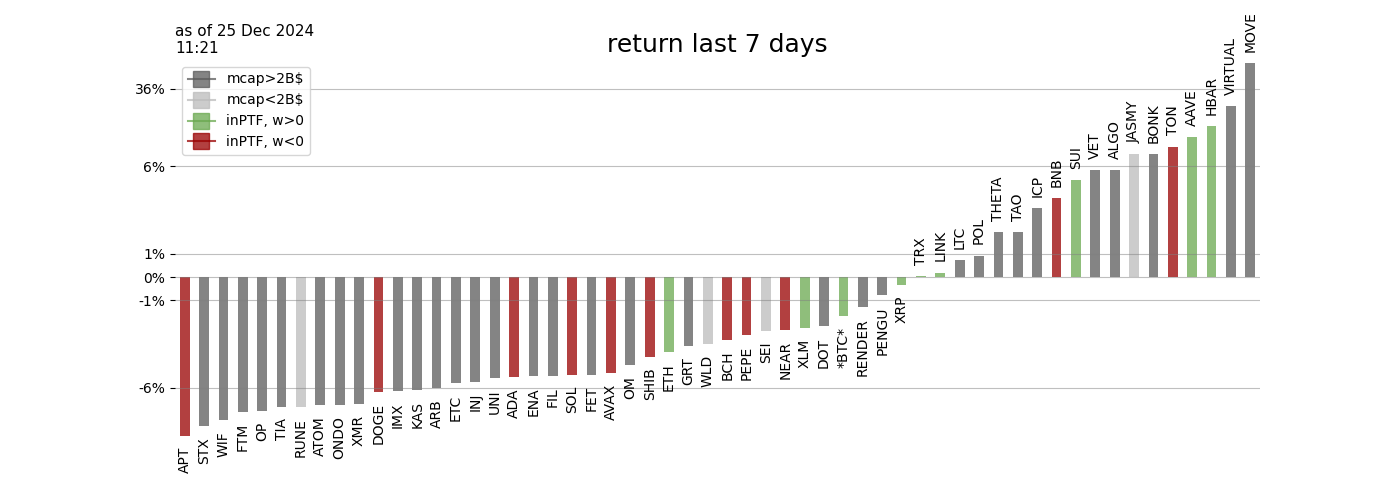 as of 25 Dec 2024
11:21
return last 7 days
mcap>2B$
mcap<2B$
inPTF, w>0
inPTF, w<0
36%
6%
1%
0%
-1%
-6%
APT
STX
WIF
FTM
OP
TIA
RUNE
ATOM
ONDO
XMR
DOGE
IMX
KAS
ARB
ETC
INJ
UNI
ADA
ENA
FIL
SOL
FET
AVAX
OM
SHIB
ETH
GRT
WLD
BCH
PEPE
SEI
NEAR
XLM
DOT
*BTC*
RENDER
PENGU
XRP
TRX
LINK
LTC
POL
THETA
TAO
ICP
BNB
SUI
VET
ALGO
JASMY
BONK
TON
AAVE
HBAR
VIRTUAL
MOVE